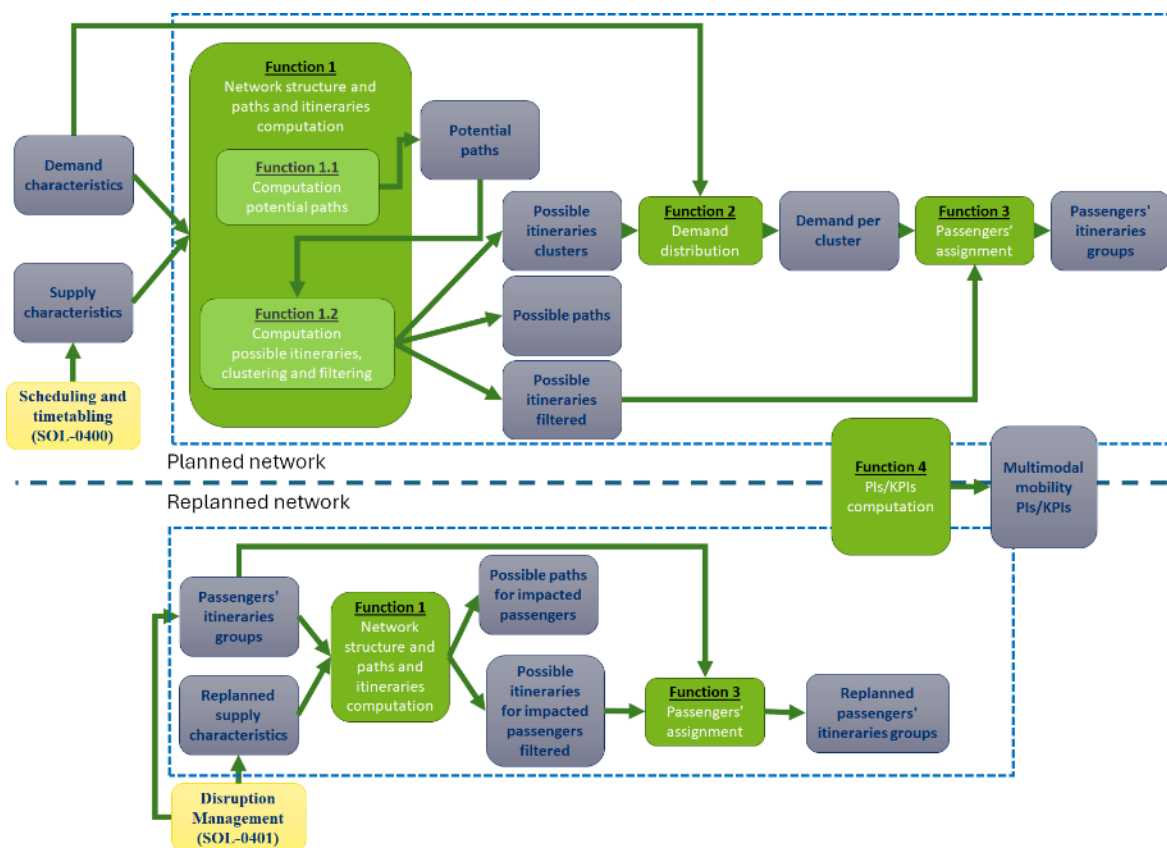 Function 1
Network structure and
paths and itineraries
computation
Potential
paths
Demand
characteristics
Function 1.1
Computation
potential paths
Possible
itineraries
clusters
Function 2
Demand
distribution
Demand per
cluster
Function 3
Passengers'
assignment
Passengers'
itineraries
groups
Supply
characteristics
Function 1.2
Computation
possible itineraries,
clustering and filtering
Possible paths
Possible
itineraries
filtered
Scheduling and
timetabling
(SOL-0400)
Planned network
Function 4
PIs/KPIs
computation
Multimodal
mobility
PIs/KPIs
Replanned network
Passengers'
itineraries
groups
Function 1
Network
structure and
paths and
itineraries
computation
Possible paths
for impacted
passengers
Replanned
supply
characteristics
Possible
itineraries
for impacted
passengers
filtered
Function 3
Passengers'
assignment
Replanned
passengers'
itineraries groups
Disruption
Management
(SOL-0401)